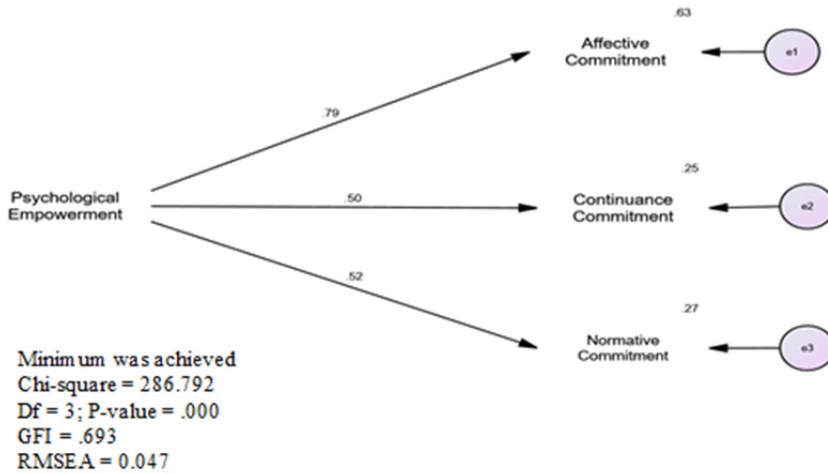 .63
Affective
Commitment
e1
.79
.25
Psychological
Empowerment
.50
Continuance
Commitment
e2
.52
.27
Normative
Commitment
e3
Minimum was achieved
Chi-square = 286.792
Df = 3; P-value = .000
GFI = .693
RMSEA = 0.047